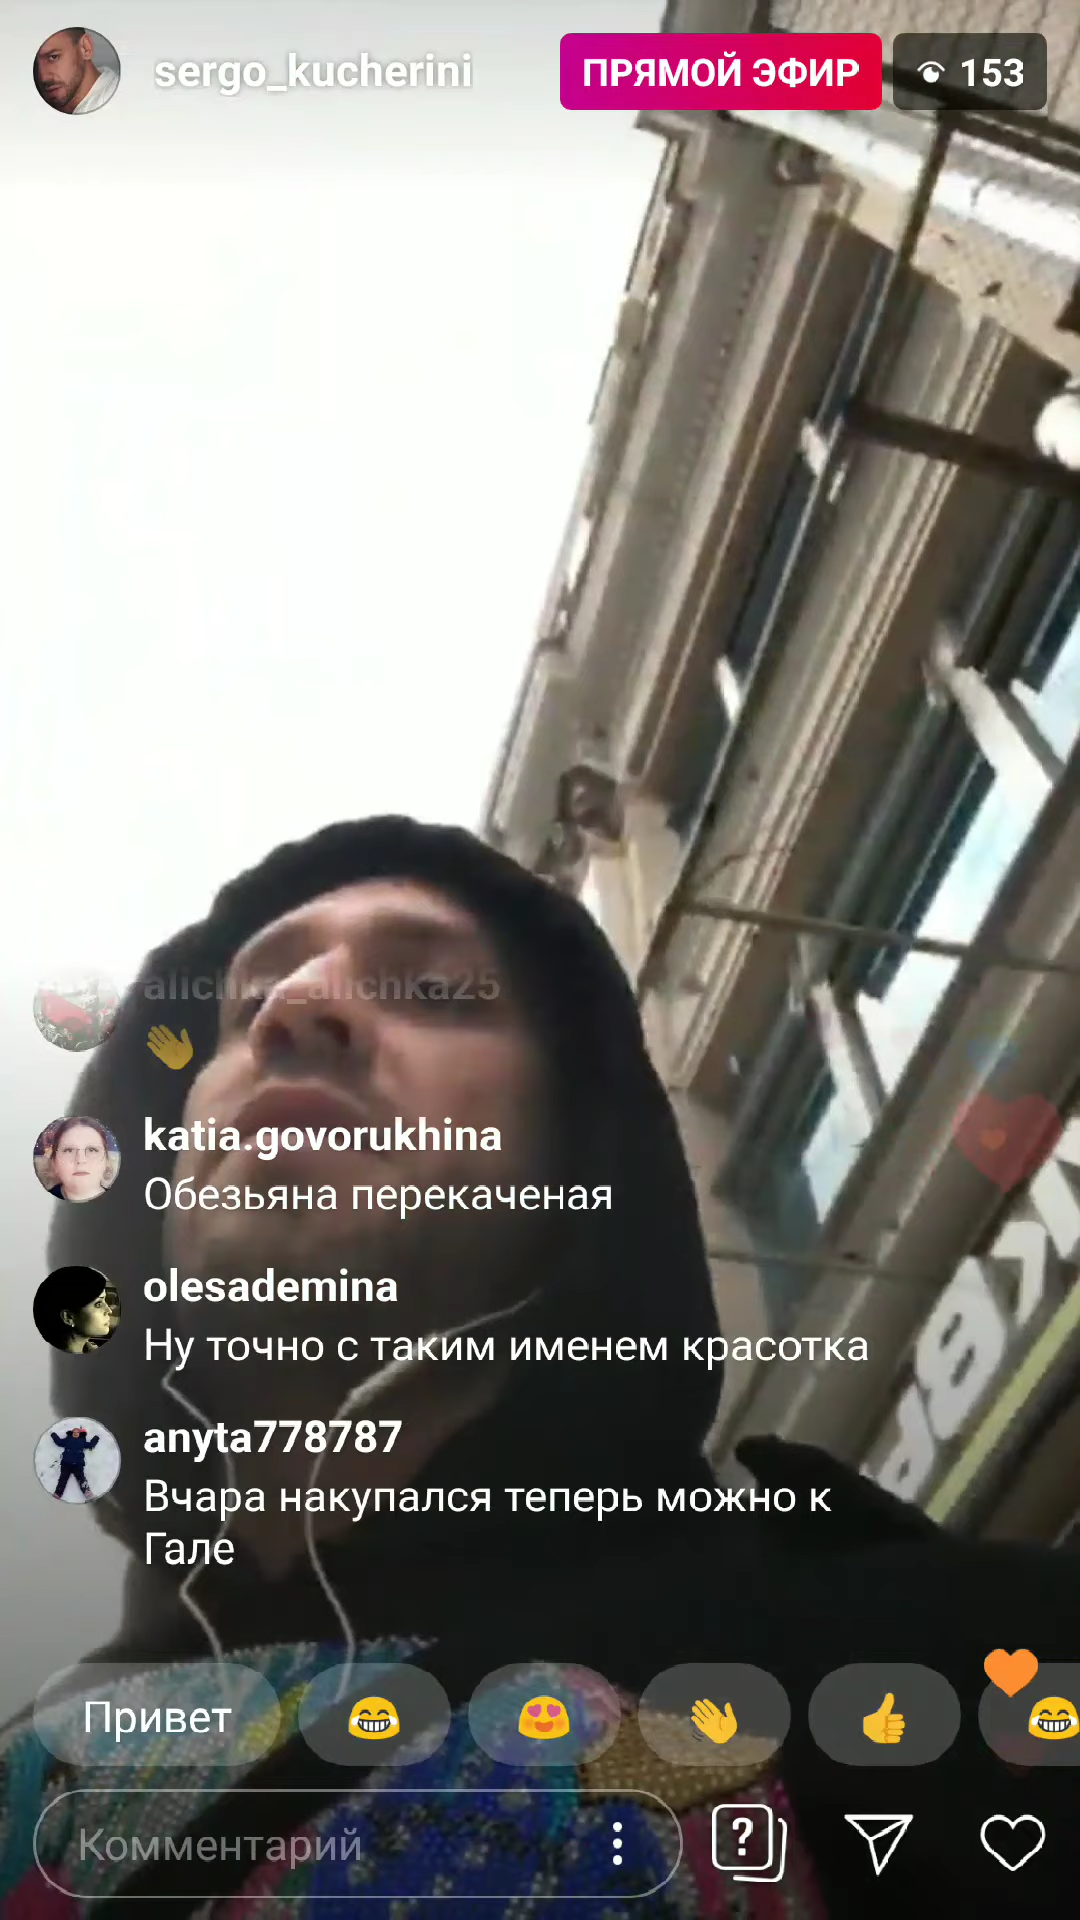 sergo_kucherini
ПРЯМОЙ ЭФИР
153
alichka_alichka25
katia.govorukhina
Обезьяна перекаченая
olesademina
Ну точно с таким именем красотка
anyta778787
Вчара накупался теперь можно к
Гале
Привет
Комментарий